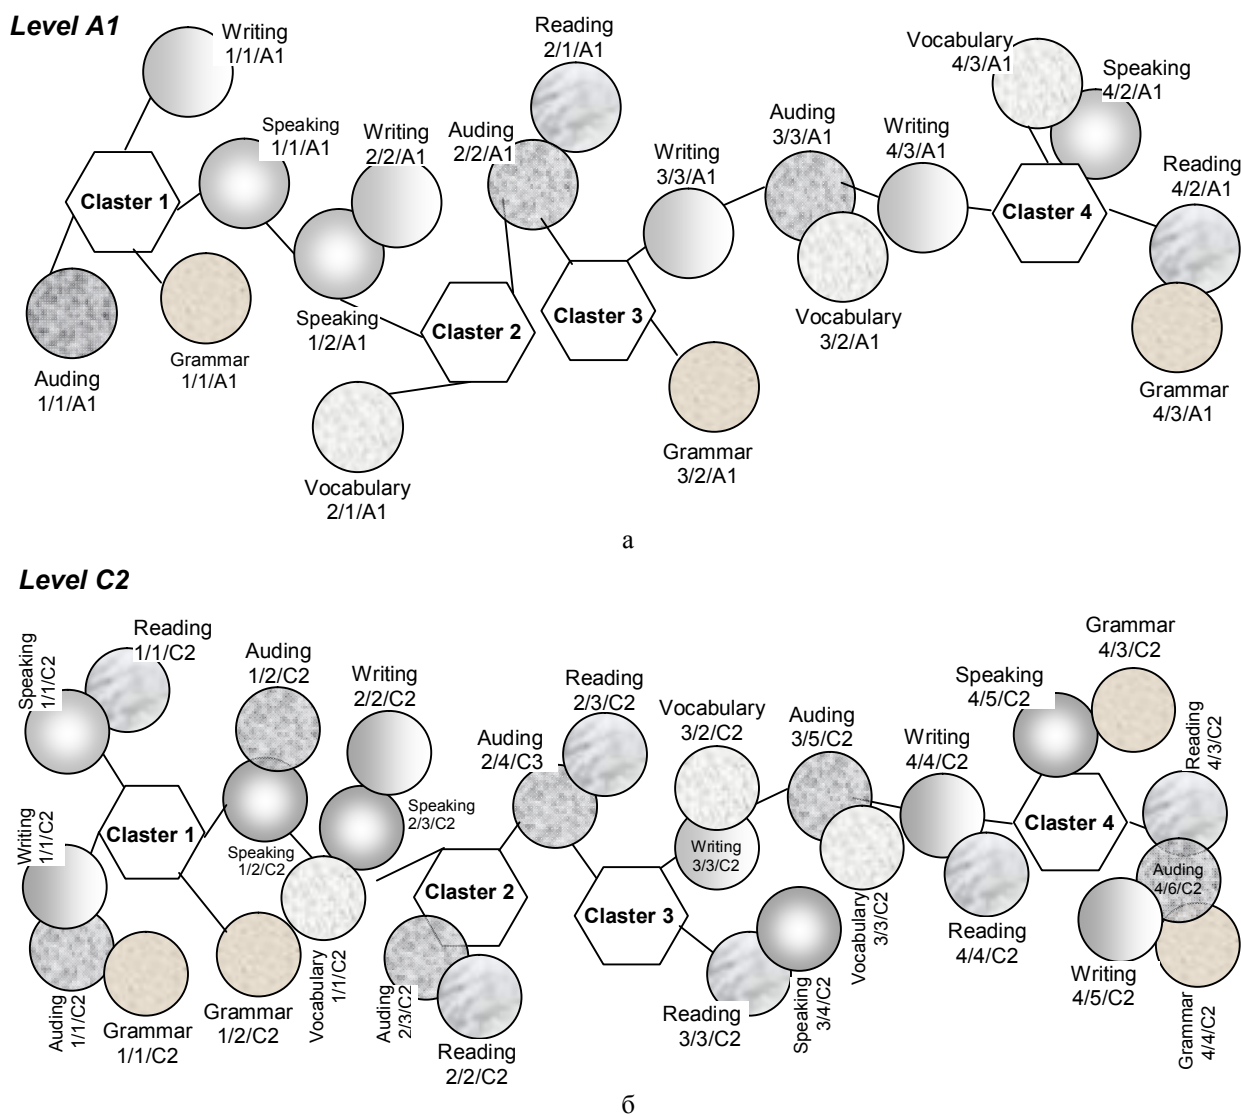 Level A1
Writing
1/1/A1
Claster 1
Speaking
1/1/A1
Auding
1/1/A1
Grammar
1/1/A1
Writing
2/2/A1
Speaking
1/2/A1
Auding
2/2/A1
Reading
2/1/A1
Claster 2
Vocabulary
2/1/A1
Claster 3
Writing
3/3/A1
Grammar
3/2/A1
Auding
3/3/A1
Vocabulary
3/2/A1
Writing
4/3/A1
Vocabulary
4/3/A1
Speaking
4/2/A1
Claster 4
Reading
4/2/A1
Grammar
4/3/A1
а
Level C2
Speaking
1/1/C2
Reading
1/1/C2
Claster 1
Writing
1/1/C2
Auding
1/1/C2
Grammar
1/1/C2
Auding
1/2/C2
Speaking
1/2/C2
Grammar
1/2/C2
Vocabulary
1/1/C2
Writing
2/2/C2
Speaking
2/3/C2
Claster 2
Auding
2/3/C2
Reading
2/2/C2
Auding
2/4/C3
Reading
2/3/C2
Claster 3
Vocabulary
3/2/C2
Writing
3/3/C2
Reading
3/3/C2
Speaking
3/4/C2
Auding
3/5/C2
Vocabulary
3/3/C2
Writing
4/4/C2
Reading
4/4/C2
Speaking
4/5/C2
Grammar
4/3/C2
Claster 4
Reading
4/3/C2
Auding
4/6/C2
Writing
4/5/C2
Grammar
4/4/C2
б